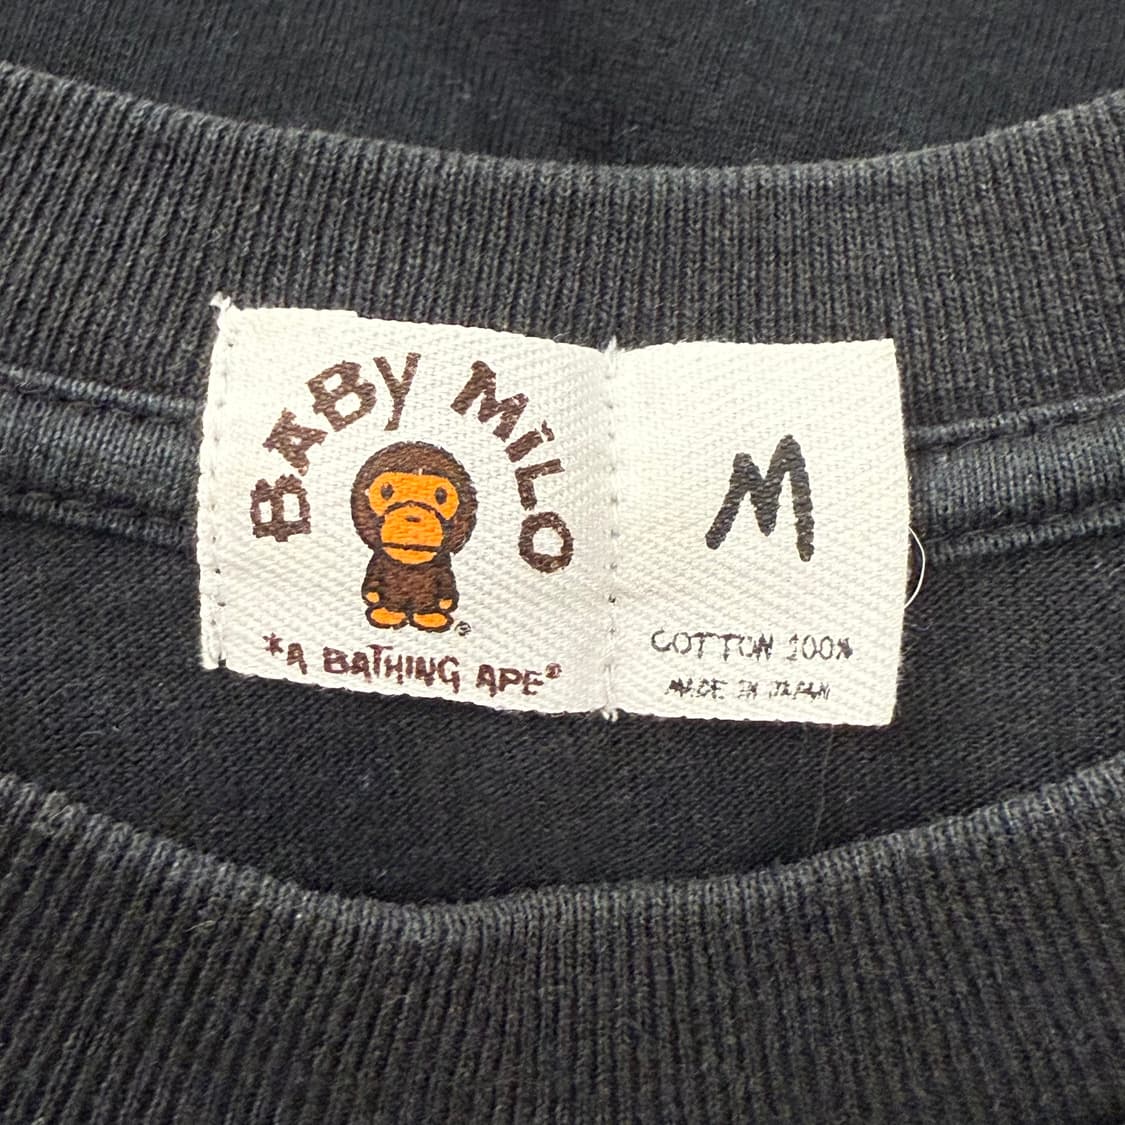 BABY MiLO
*A BATHING APE®
M
COTTON 100%
MADE IN JAPAN